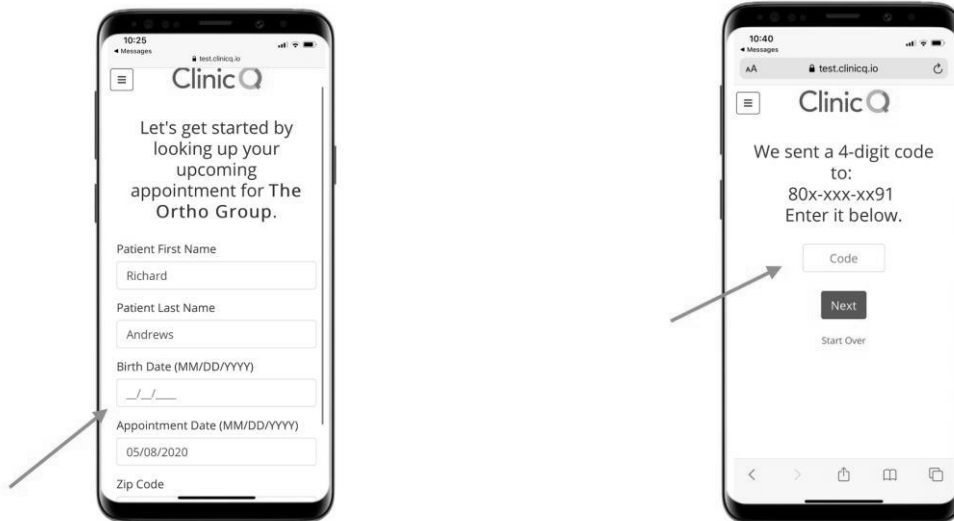 10:25
◀ Messages
test.clinicq.io
ClinicQ
Let's get started by
looking up your
upcoming
appointment for The
Ortho Group.
Patient First Name
Richard
Patient Last Name
Andrews
Birth Date (MM/DD/YYYY)
__/__/____
Appointment Date (MM/DD/YYYY)
05/08/2020
Zip Code
10:40
◀ Messages
AA test.clinicq.io
ClinicQ
We sent a 4-digit code
to:
80x-xxx-xx91
Enter it below.
Code
Next
Start Over